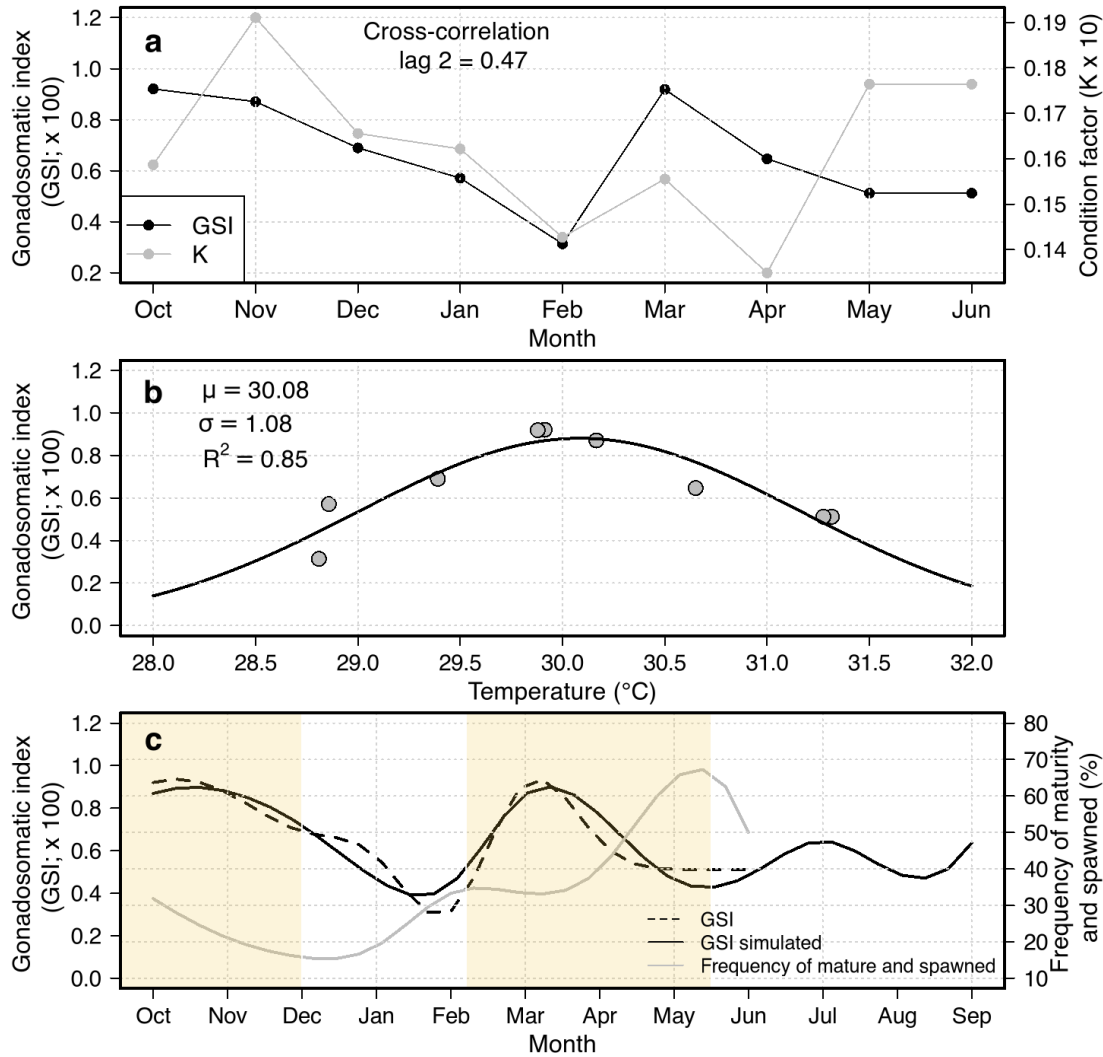 a
Cross-correlation
lag 2 = 0.47
Gonadosomatic index
(GSI; x 100)
1.2
1.0
0.8
0.6
0.4
0.2
Condition factor (K x 10)
0.19
0.18
0.17
0.16
0.15
0.14
GSI
K
Oct Nov Dec Jan Feb Mar Apr May Jun
Month
b
μ = 30.08
σ = 1.08
R² = 0.85
Gonadosomatic index
(GSI; x 100)
1.2
1.0
0.8
0.6
0.4
0.2
0.0
28.0 28.5 29.0 29.5 30.0 30.5 31.0 31.5 32.0
Temperature (°C)
c
Gonadosomatic index
(GSI; x 100)
1.2
1.0
0.8
0.6
0.4
0.2
0.0
80
70
60
50
40
30
20
10
Frequency of maturity
and spawned (%)
GSI
GSI simulated
Frequency of mature and spawned
Oct Nov Dec Jan Feb Mar Apr May Jun Jul Aug Sep
Month